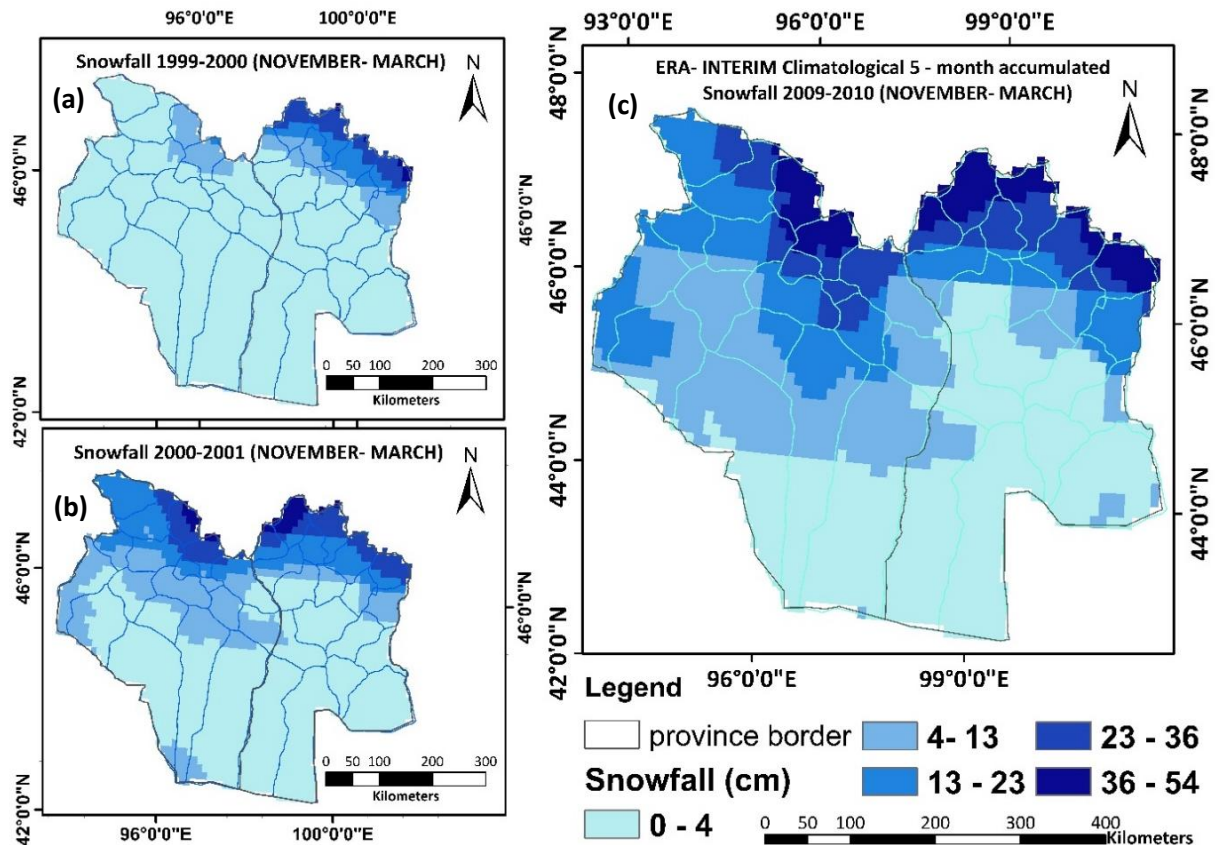 96°0'0"E 100°0'0"E
Snowfall 1999-2000 (NOVEMBER- MARCH)
N
(a)
46°0'0"N
46°0'0"N
42°0'0"N
0 50 100 200 300
Kilometers
Snowfall 2000-2001 (NOVEMBER- MARCH)
N
(b)
46°0'0"N
46°0'0"N
42°0'0"N
0 50 100 200 300
Kilometers
96°0'0"E 100°0'0"E
93°0'0"E 96°0'0"E 99°0'0"E
ERA- INTERIM Climatological 5 - month accumulated
Snowfall 2009-2010 (NOVEMBER- MARCH)
N
(c)
48°0'0"N
48°0'0"N
46°0'0"N
46°0'0"N
44°0'0"N
44°0'0"N
42°0'0"N
96°0'0"E 99°0'0"E
Legend
province border
Snowfall (cm)
0 - 4
4- 13
13 - 23
23 - 36
36 - 54
0 50 100 200 300 400
Kilometers